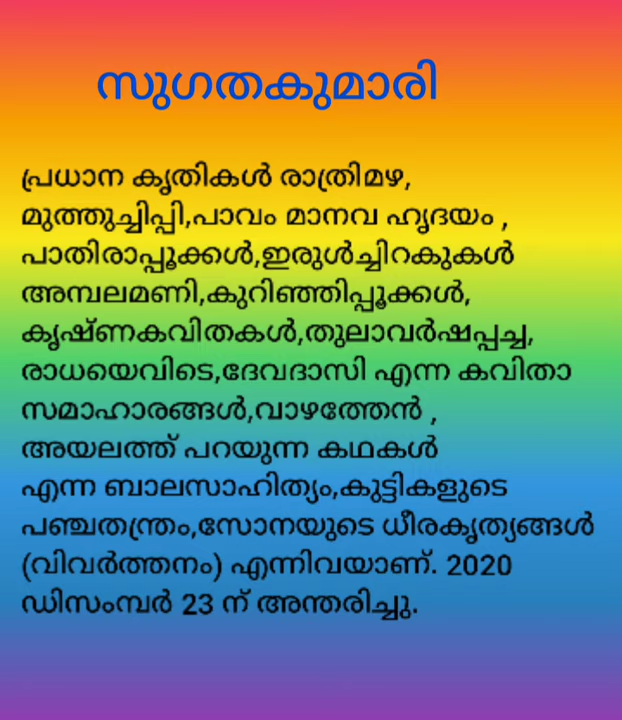 സുഗതകുമാരി
പ്രധാന കൃതികൾ രാത്രിമഴ,
മുത്തുച്ചിപ്പി,പാവം മാനവ ഹൃദയം ,
പാതിരാപ്പൂക്കൾ,ഇരുൾച്ചിറകുകൾ
അമ്പലമണി,കുറിഞ്ഞിപ്പൂക്കൾ,
കൃഷ്ണകവിതകൾ,തുലാവർഷപ്പച്ച,
രാധയെവിടെ,ദേവദാസി എന്ന കവിതാ
സമാഹാരങ്ങൾ,വാഴത്തേൻ ,
അയലത്ത് പറയുന്ന കഥകൾ
എന്ന ബാലസാഹിത്യം,കുട്ടികളുടെ
പഞ്ചതന്ത്രം,സോനയുടെ ധീരകൃത്യങ്ങൾ
(വിവർത്തനം) എന്നിവയാണ്. 2020
ഡിസംമ്പർ 23 ന് അന്തരിച്ചു.